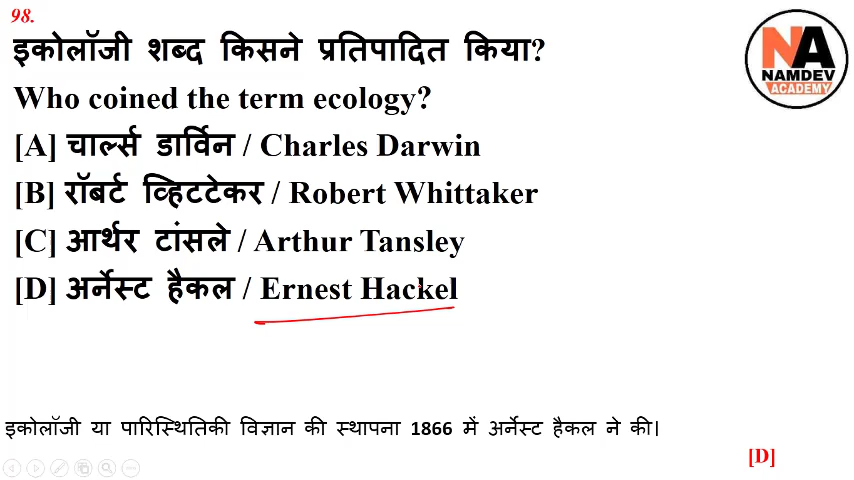 98.
इकोलॉजी शब्द किसने प्रतिपादित किया?
Who coined the term ecology?
[A] चार्ल्स डार्विन / Charles Darwin
[B] रॉबर्ट व्हिटटेकर / Robert Whittaker
[C] आर्थर टांसले / Arthur Tansley
[D] अर्नेस्ट हैकल / Ernest Hackel
इकोलॉजी या पारिस्थितिकी विज्ञान की स्थापना 1866 में अर्नेस्ट हैकल ने की।
[D]
NA
NAMDEV
ACADEMY